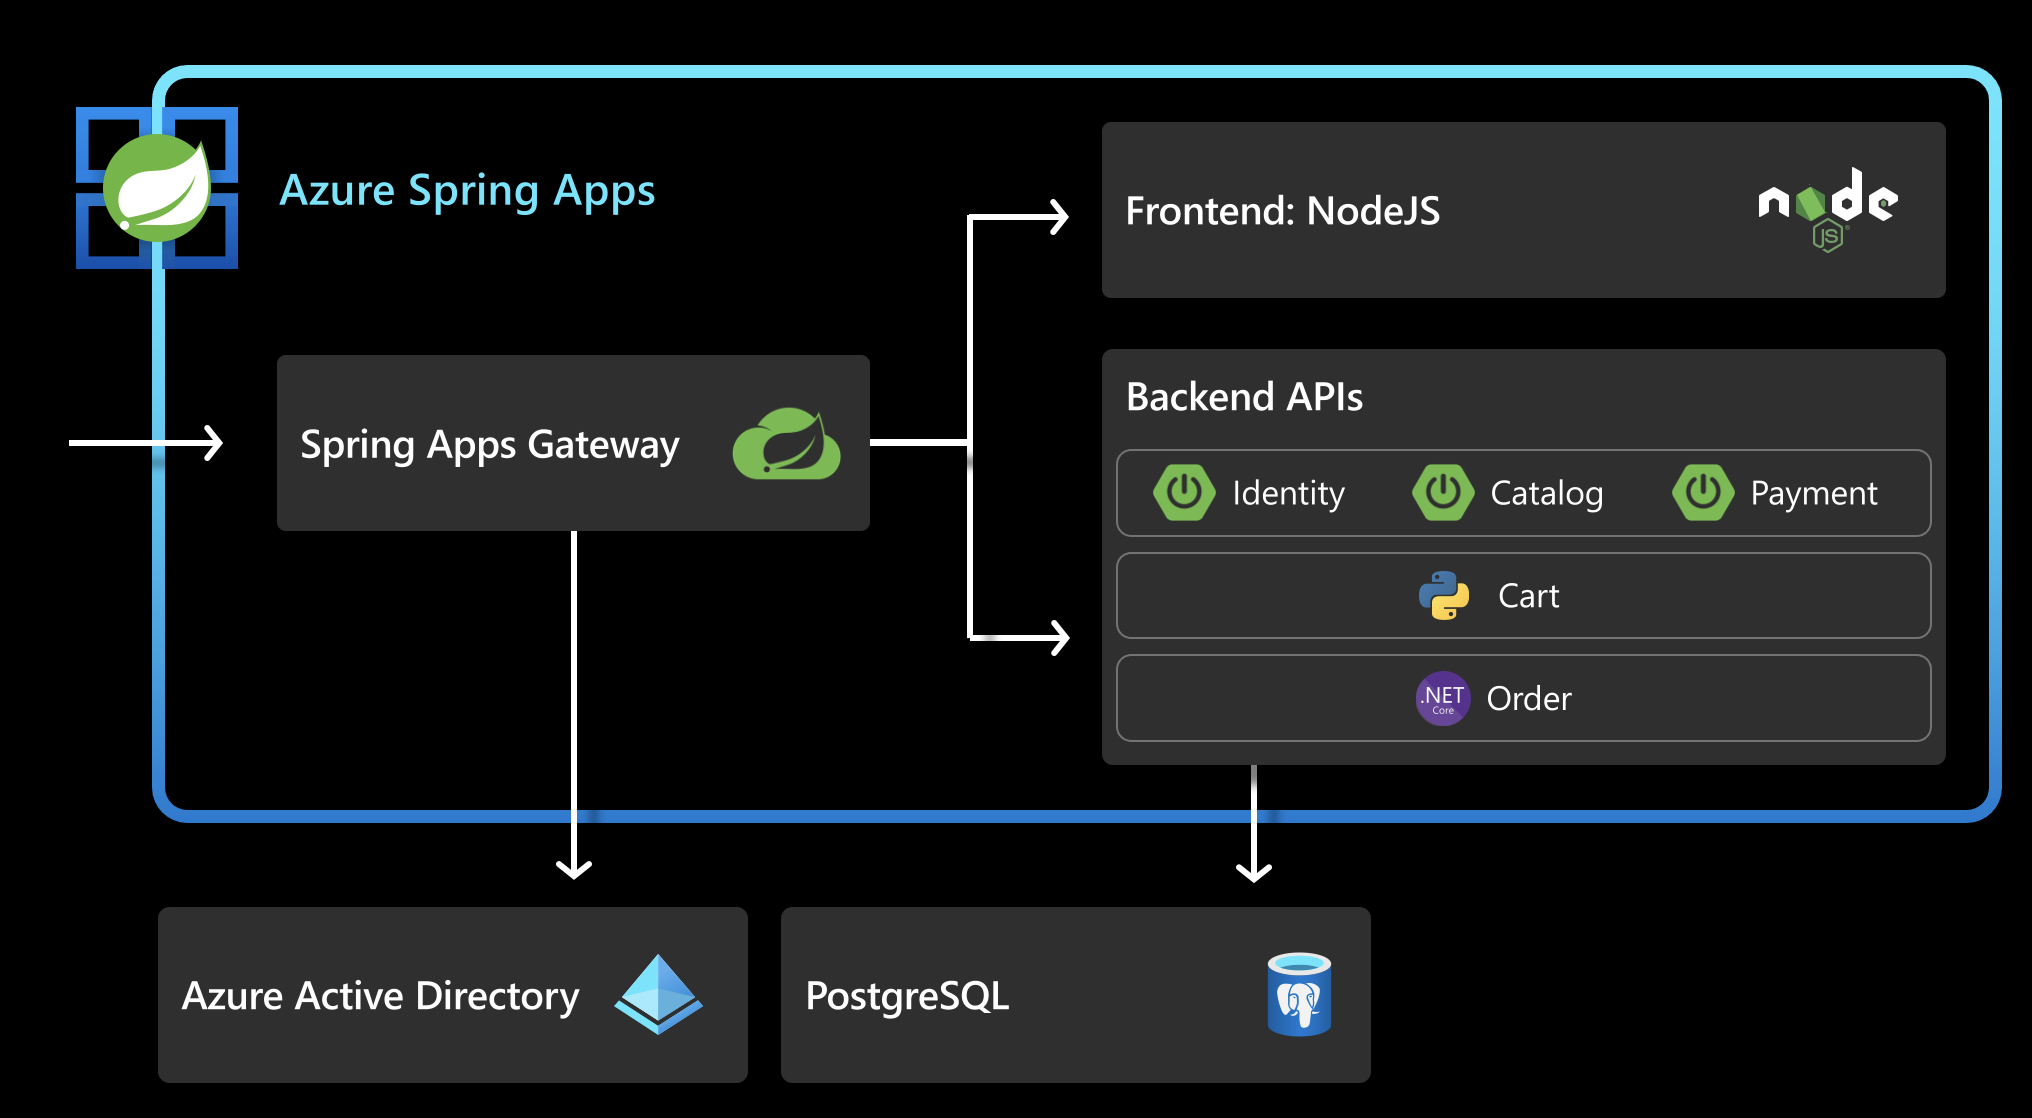 Azure Spring Apps
Frontend: NodeJS
node
JS
Spring Apps Gateway
Backend APIs
Identity
Catalog
Payment
Cart
.NET
Core
Order
Azure Active Directory
PostgreSQL